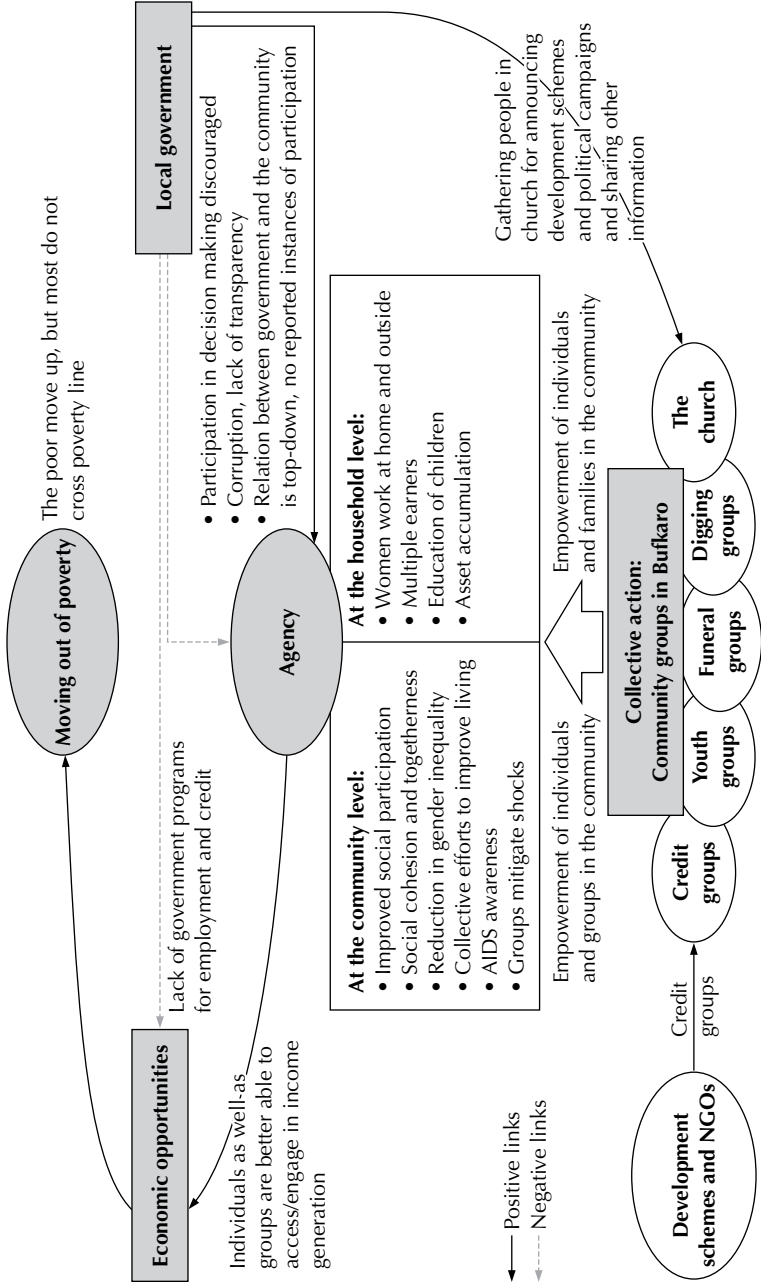 Moving out of poverty
The poor move up, but most do not
cross poverty line
Economic opportunities
Local government
Lack of government programs
for employment and credit
Individuals as well as
groups are better able to
access/engage in income
generation
Agency
• Participation in decision making discouraged
• Corruption, lack of transparency
• Relation between government and the community
is top-down, no reported instances of participation
At the community level:
• Improved social participation
• Social cohesion and togetherness
• Reduction in gender inequality
• Collective efforts to improve living
• AIDS awareness
• Groups mitigate shocks
At the household level:
• Women work at home and outside
• Multiple earners
• Education of children
• Asset accumulation
Gathering people in
church for announcing
development schemes
and political campaigns
and sharing other
information
Positive links
Negative links
Empowerment of individuals
and groups in the community
Empowerment of individuals
and families in the community
Collective action:
Community groups in Bufkaro
Development
schemes and NGOs
Credit
groups
Credit
groups
Youth
groups
Funeral
groups
Digging
groups
The
church